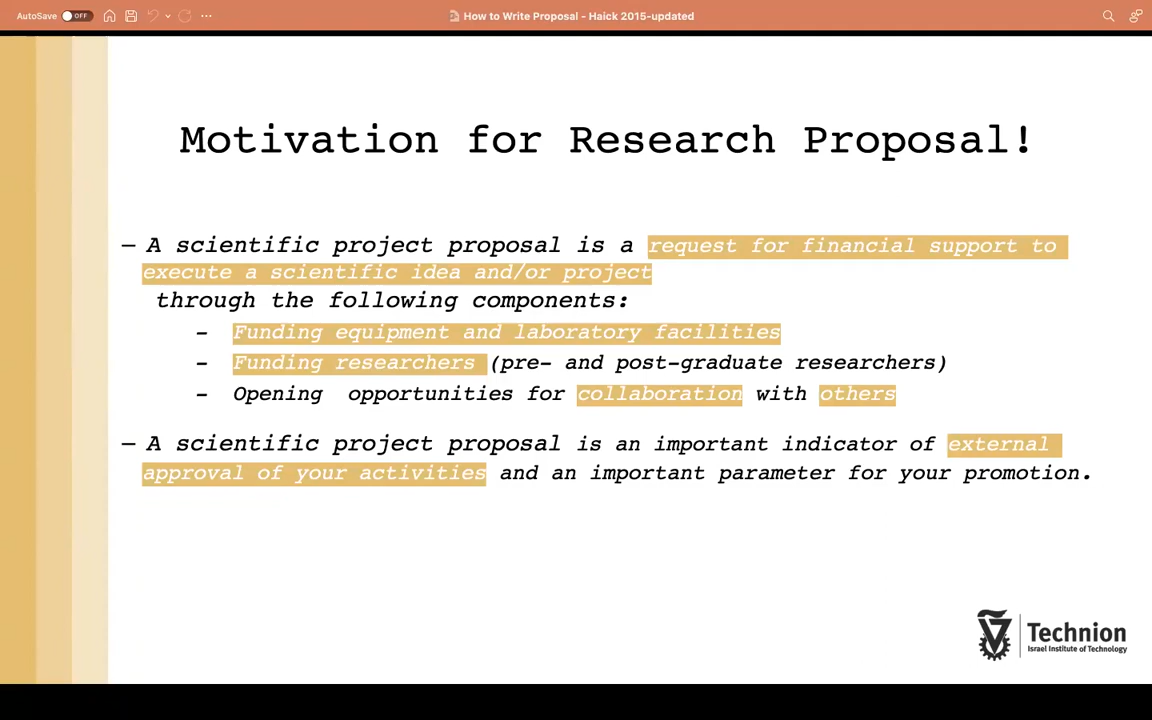 AutoSave OFF ... How to Write Proposal - Haick 2015-updated
Motivation for Research Proposal!
– A scientific project proposal is a request for financial support to
execute a scientific idea and/or project
through the following components:
- Funding equipment and laboratory facilities
- Funding researchers (pre- and post-graduate researchers)
- Opening opportunities for collaboration with others
– A scientific project proposal is an important indicator of external
approval of your activities and an important parameter for your promotion.
Technion
Israel Institute of Technology